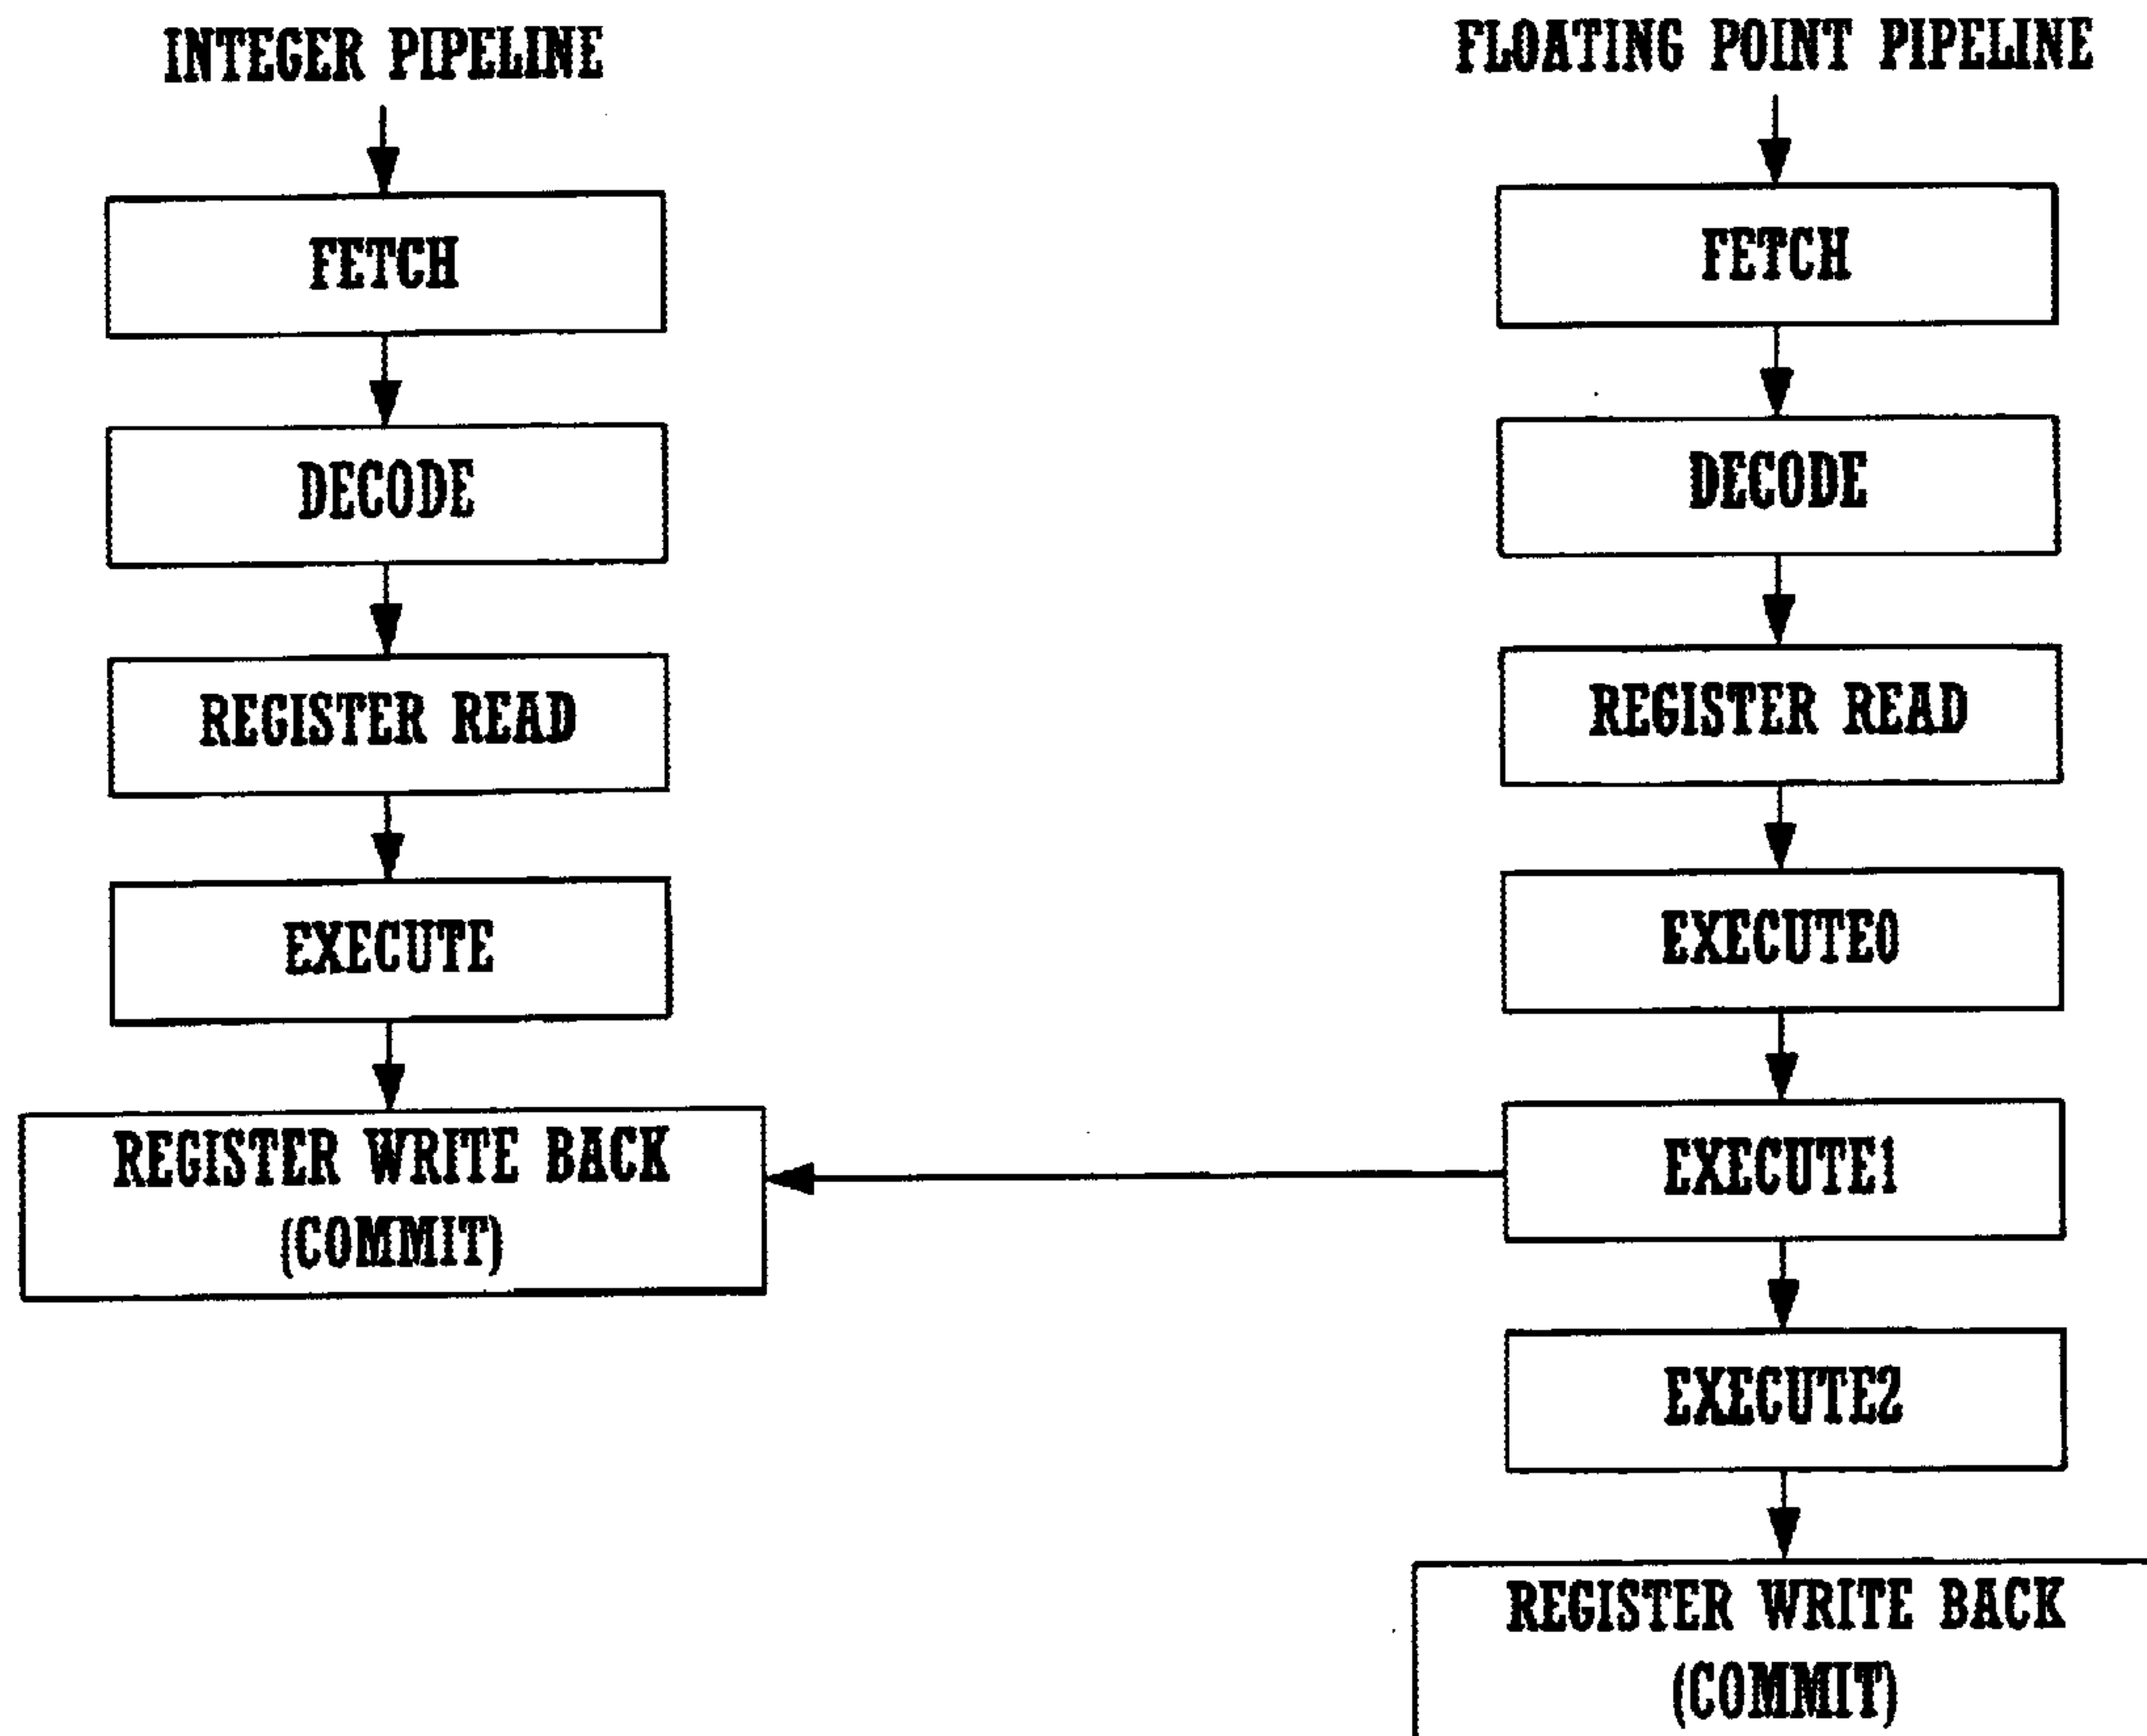 INTEGER PIPELINE
FETCH
DECODE
REGISTER READ
EXECUTE
REGISTER WRITE BACK
(COMMIT)
FLOATING POINT PIPELINE
FETCH
DECODE
REGISTER READ
EXECUTE0
EXECUTE1
EXECUTE2
REGISTER WRITE BACK
(COMMIT)